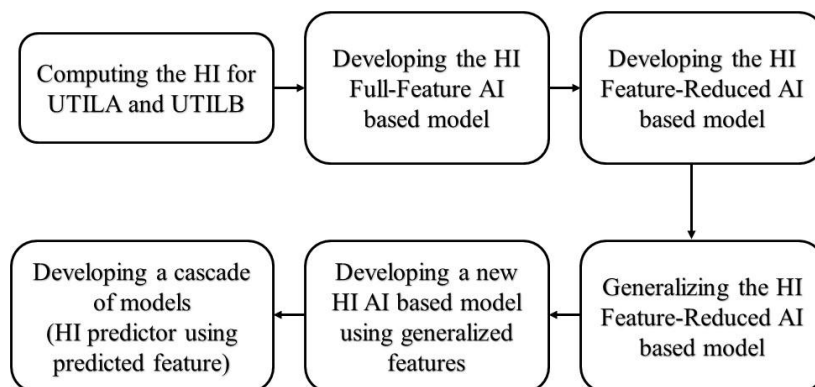 Computing the HI for
UTILA and UTILB
Developing the HI
Full-Feature AI
based model
Developing the HI
Feature-Reduced AI
based model
Generalizing the HI
Feature-Reduced AI
based model
Developing a new
HI AI based model
using generalized
features
Developing a cascade
of models
(HI predictor using
predicted feature)